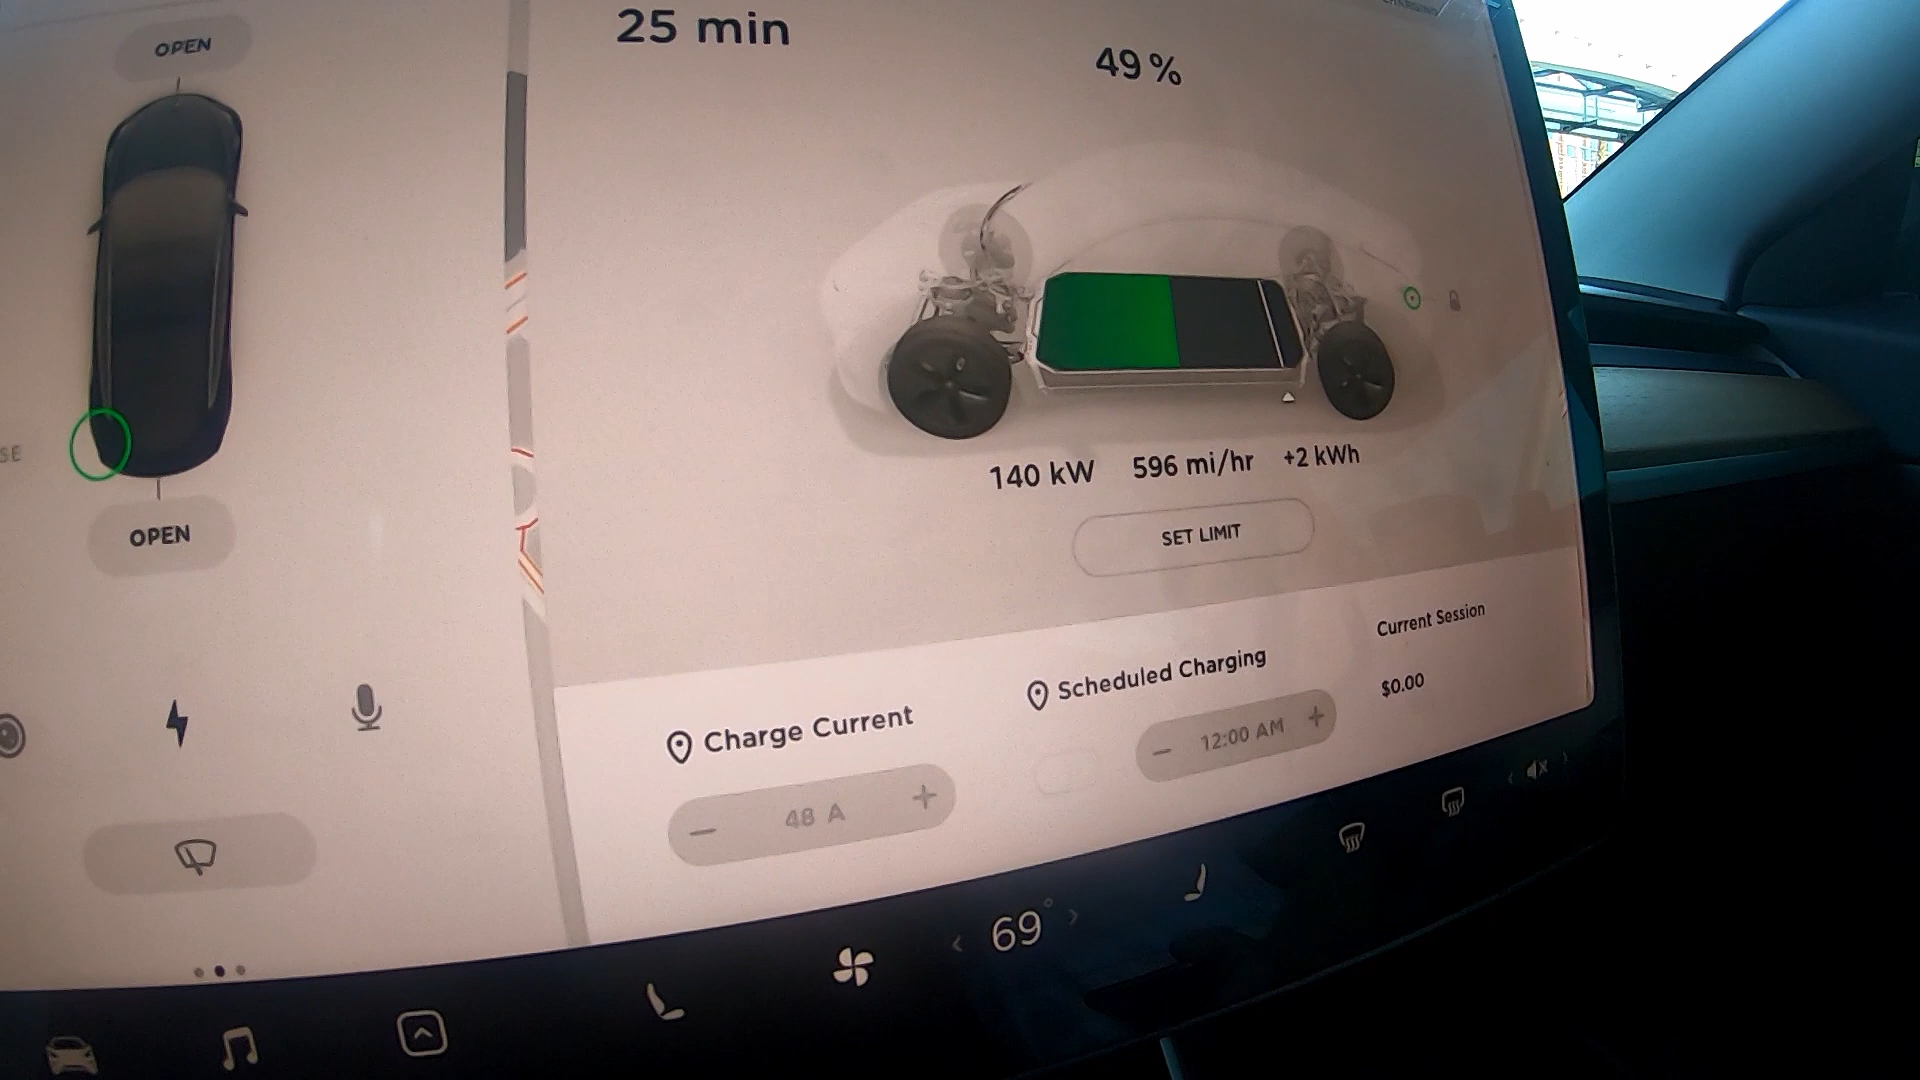 OPEN
SE
OPEN
25 min
49 %
140 kW 596 mi/hr +2 kWh
SET LIMIT
Charge Current
- 48 A +
Scheduled Charging
- 12:00 AM +
Current Session
$0.00
< 69° >